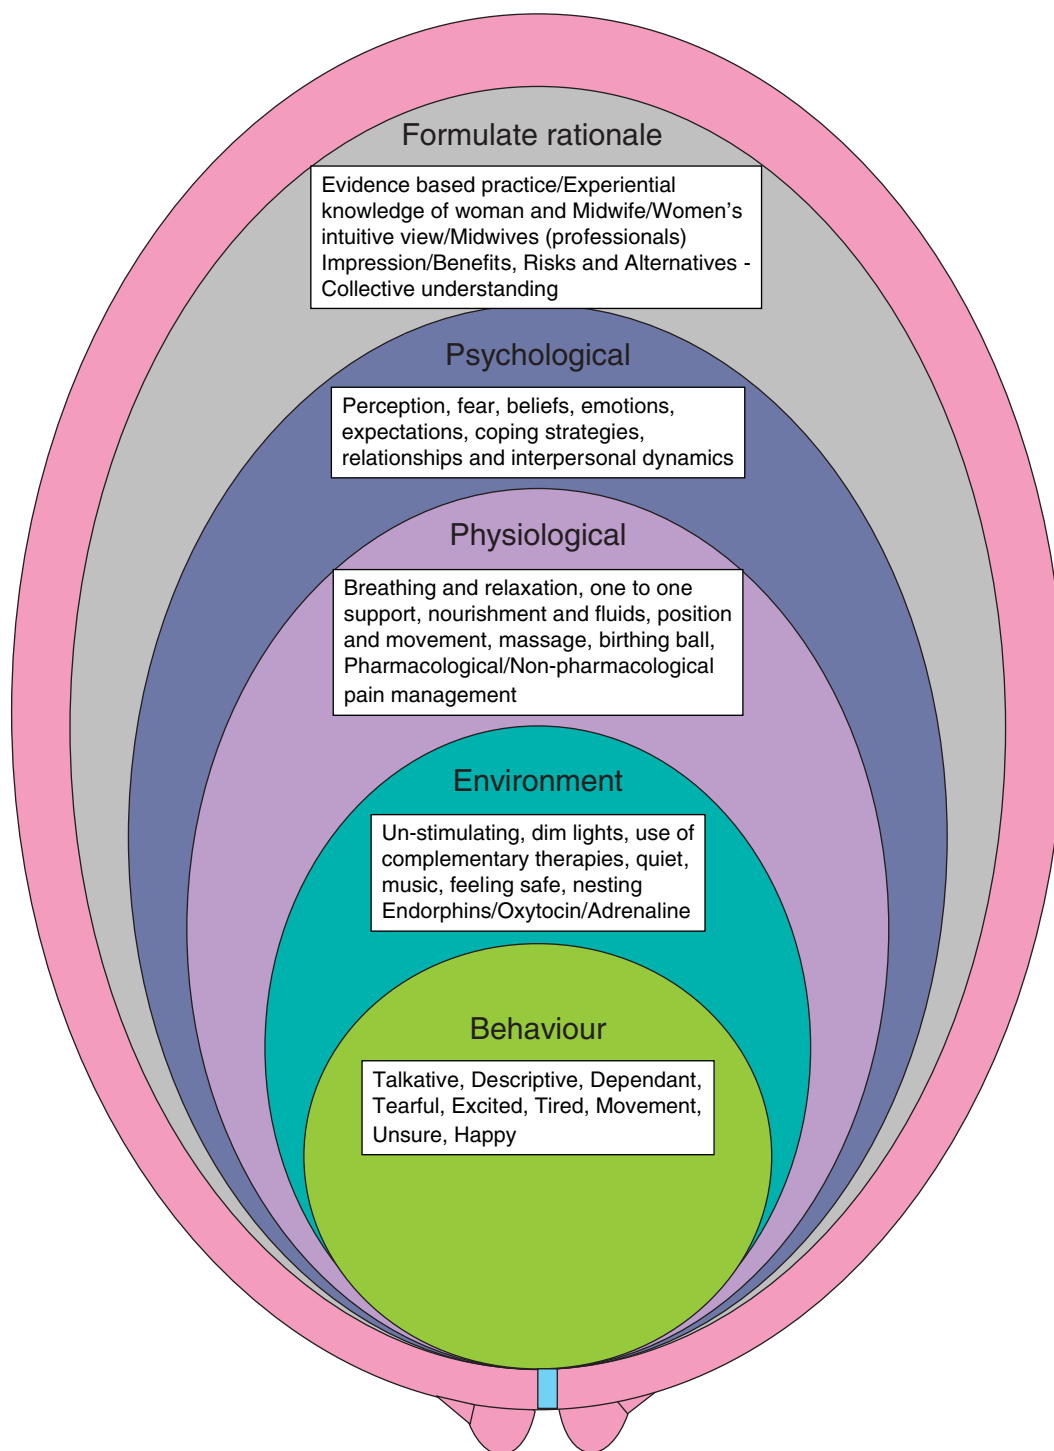 Formulate rationale
Evidence based practice/Experiential
knowledge of woman and Midwife/Women's
intuitive view/Midwives (professionals)
Impression/Benefits, Risks and Alternatives -
Collective understanding
Psychological
Perception, fear, beliefs, emotions,
expectations, coping strategies,
relationships and interpersonal dynamics
Physiological
Breathing and relaxation, one to one
support, nourishment and fluids, position
and movement, massage, birthing ball,
Pharmacological/Non-pharmacological
pain management
Environment
Un-stimulating, dim lights, use of
complementary therapies, quiet,
music, feeling safe, nesting
Endorphins/Oxytocin/Adrenaline
Behaviour
Talkative, Descriptive, Dependant,
Tearful, Excited, Tired, Movement,
Unsure, Happy